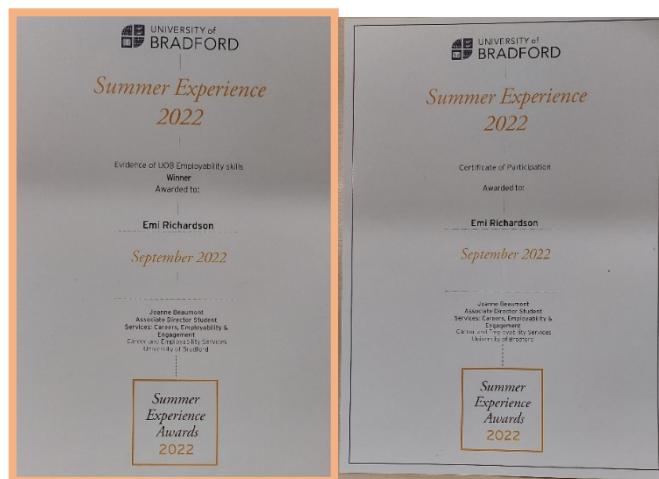 UNIVERSITY of
BRADFORD
Summer Experience
2022
Evidence of UOB Employability skills
Winner
Awarded to:
Emi Richardson
September 2022
Joanne Beaumont
Associate Director Student
Services: Careers, Employability &
Engagement
Career and Employability Services
University of Bradford
Summer
Experience
Awards
2022
UNIVERSITY of
BRADFORD
Summer Experience
2022
Certificate of Participation
Awarded to:
Emi Richardson
September 2022
Joanne Beaumont
Associate Director Student
Services: Careers, Employability &
Engagement
Career and Employability Services
University of Bradford
Summer
Experience
Awards
2022